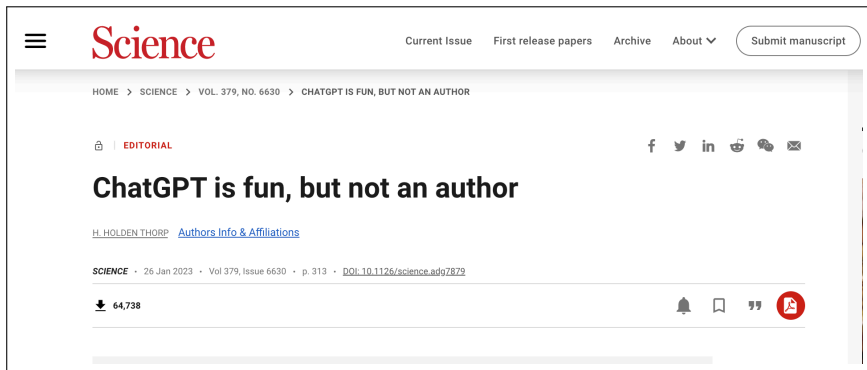 Science
Current Issue First release papers Archive About Submit manuscript
HOME > SCIENCE > VOL. 379, NO. 6630 > CHATGPT IS FUN, BUT NOT AN AUTHOR
EDITORIAL
ChatGPT is fun, but not an author
H. HOLDEN THORP Authors Info & Affiliations
SCIENCE • 26 Jan 2023 • Vol 379, Issue 6630 • p. 313 • DOI: 10.1126/science.adg7879
64,738